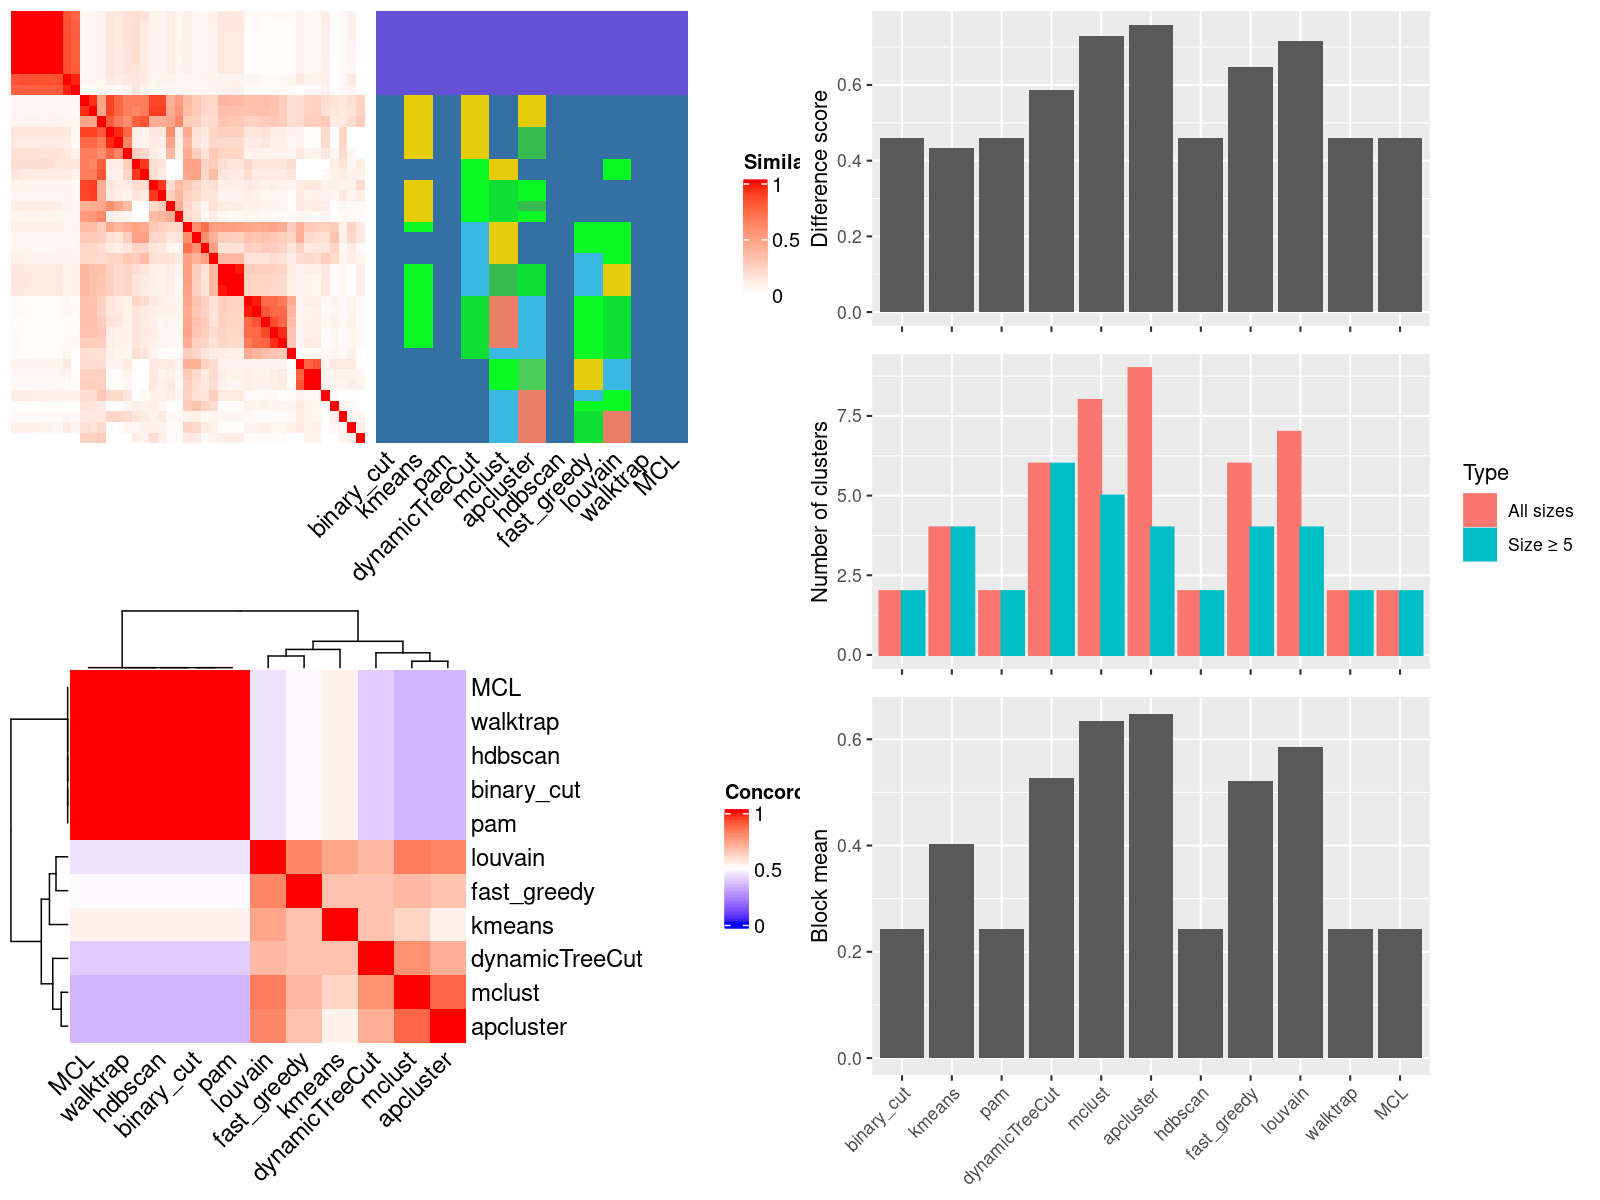 Simila
1
0.5
0
binary_cut
kmeans
pam
dynamicTreeCut
mclust
apcluster
hdbscan
fast_greedy
louvain
walktrap
MCL
MCL
walktrap
hdbscan
binary_cut
pam
louvain
fast_greedy
kmeans
dynamicTreeCut
mclust
apcluster
Concord
1
0.5
0
MCL
walktrap
hdbscan
binary_cut
pam
louvain
fast_greedy
kmeans
dynamicTreeCut
mclust
apcluster
Difference score
0.6
0.4
0.2
0.0
Number of clusters
7.5
5.0
2.5
0.0
Type
All sizes
Size ≥ 5
Block mean
0.6
0.4
0.2
0.0
binary_cut
kmeans
pam
dynamicTreeCut
mclust
apcluster
hdbscan
fast_greedy
louvain
walktrap
MCL